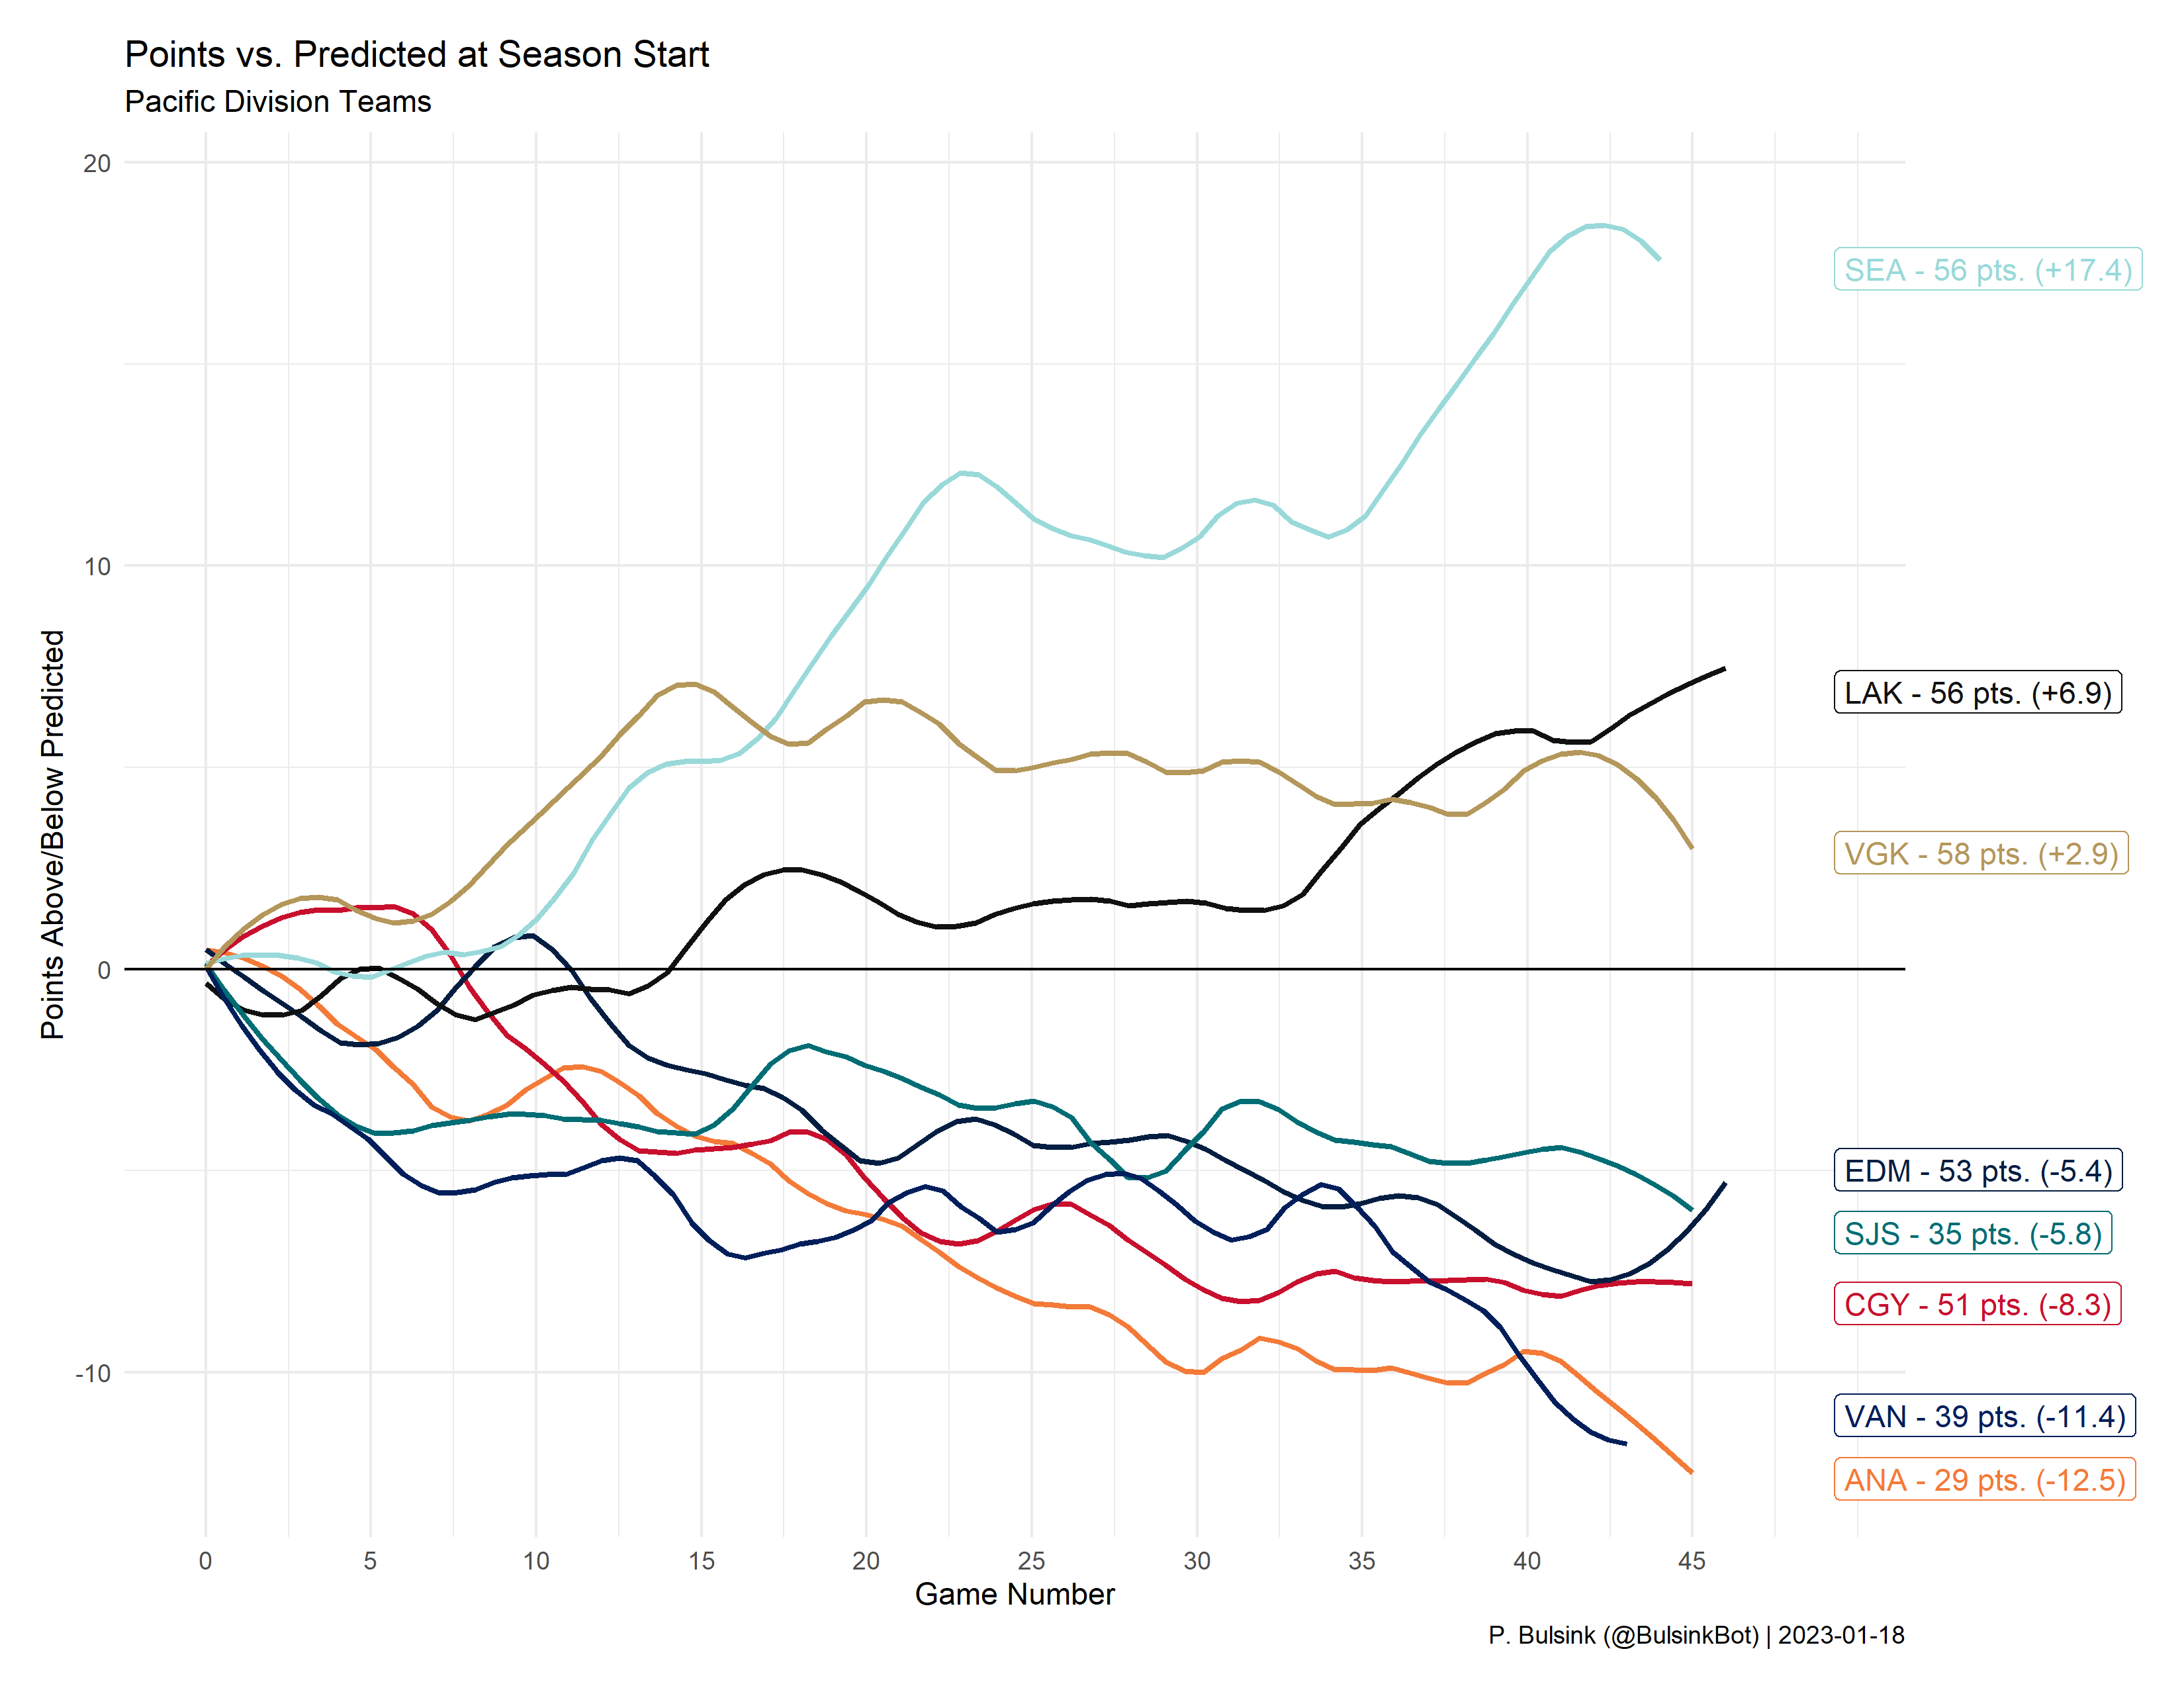 Points vs. Predicted at Season Start
Pacific Division Teams
Points Above/Below Predicted
20
10
0
-10
SEA - 56 pts. (+17.4)
LAK - 56 pts. (+6.9)
VGK - 58 pts. (+2.9)
EDM - 53 pts. (-5.4)
SJS - 35 pts. (-5.8)
CGY - 51 pts. (-8.3)
VAN - 39 pts. (-11.4)
ANA - 29 pts. (-12.5)
0 5 10 15 20 25 30 35 40 45
Game Number
P. Bulsink (@BulsinkBot) | 2023-01-18